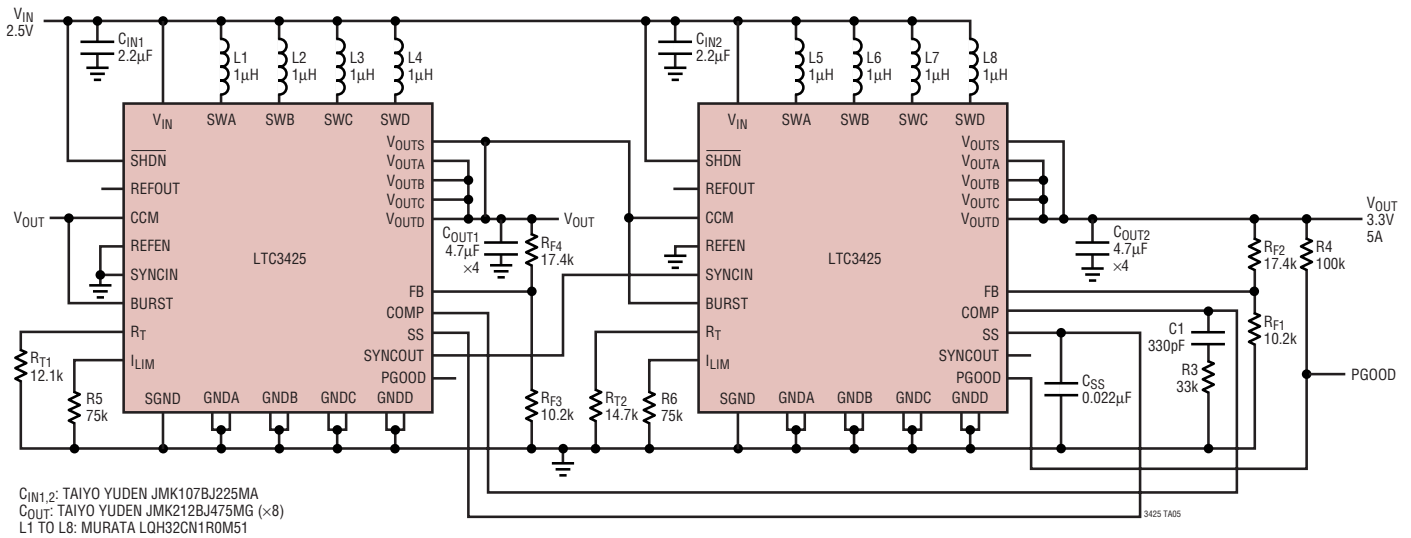 VIN
2.5V
CIN1
2.2µF
L1
1µH
L2
1µH
L3
1µH
L4
1µH
VIN
SWA
SWB
SWC
SWD
SHDN
REFOUT
VOUT
CCM
REFEN
SYNCIN
BURST
RT
ILIM
LTC3425
VOUTS
VOUTA
VOUTB
VOUTC
VOUTD
FB
COMP
SS
SYNCOUT
PGOOD
SGND
GNDA
GNDB
GNDC
GNDD
RT1
12.1k
R5
75k
COUT1
4.7µF
×4
VOUT
RF4
17.4k
RF3
10.2k
CIN2
2.2µF
L5
1µH
L6
1µH
L7
1µH
L8
1µH
VIN
SWA
SWB
SWC
SWD
SHDN
REFOUT
CCM
REFEN
SYNCIN
BURST
RT
ILIM
LTC3425
VOUTS
VOUTA
VOUTB
VOUTC
VOUTD
FB
COMP
SS
SYNCOUT
PGOOD
SGND
GNDA
GNDB
GNDC
GNDD
RT2
14.7k
R6
75k
COUT2
4.7µF
×4
VOUT
3.3V
5A
RF2
17.4k
R4
100k
C1
330pF
RF1
10.2k
R3
33k
CSS
0.022µF
PGOOD
CIN1,2: TAIYO YUDEN JMK107BJ225MA
COUT: TAIYO YUDEN JMK212BJ475MG (×8)
L1 TO L8: MURATA LQH32CN1R0M51
3425 TA05